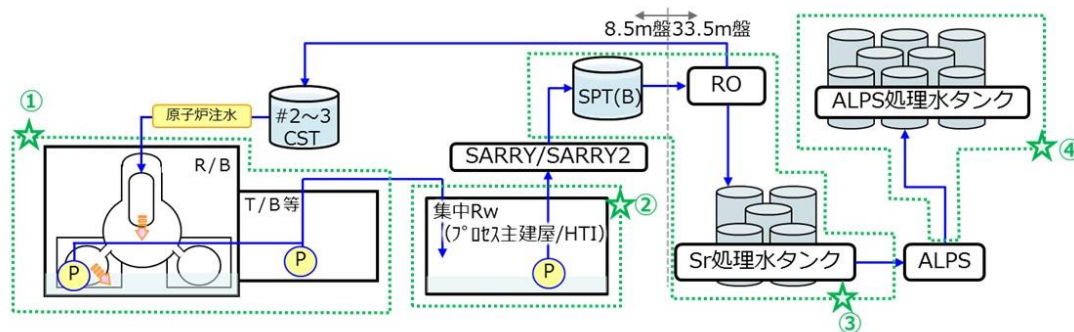 8.5m盤33.5m盤
①
原子炉注水
#2~3
CST
SPT(B)
RO
ALPS処理水タンク
④
R/B
SARRY/SARRY2
T/B等
②
集中Rw
(ﾌﾟﾛｾｽ主建屋/HTI)
P
P
P
Sr処理水タンク
ALPS
③